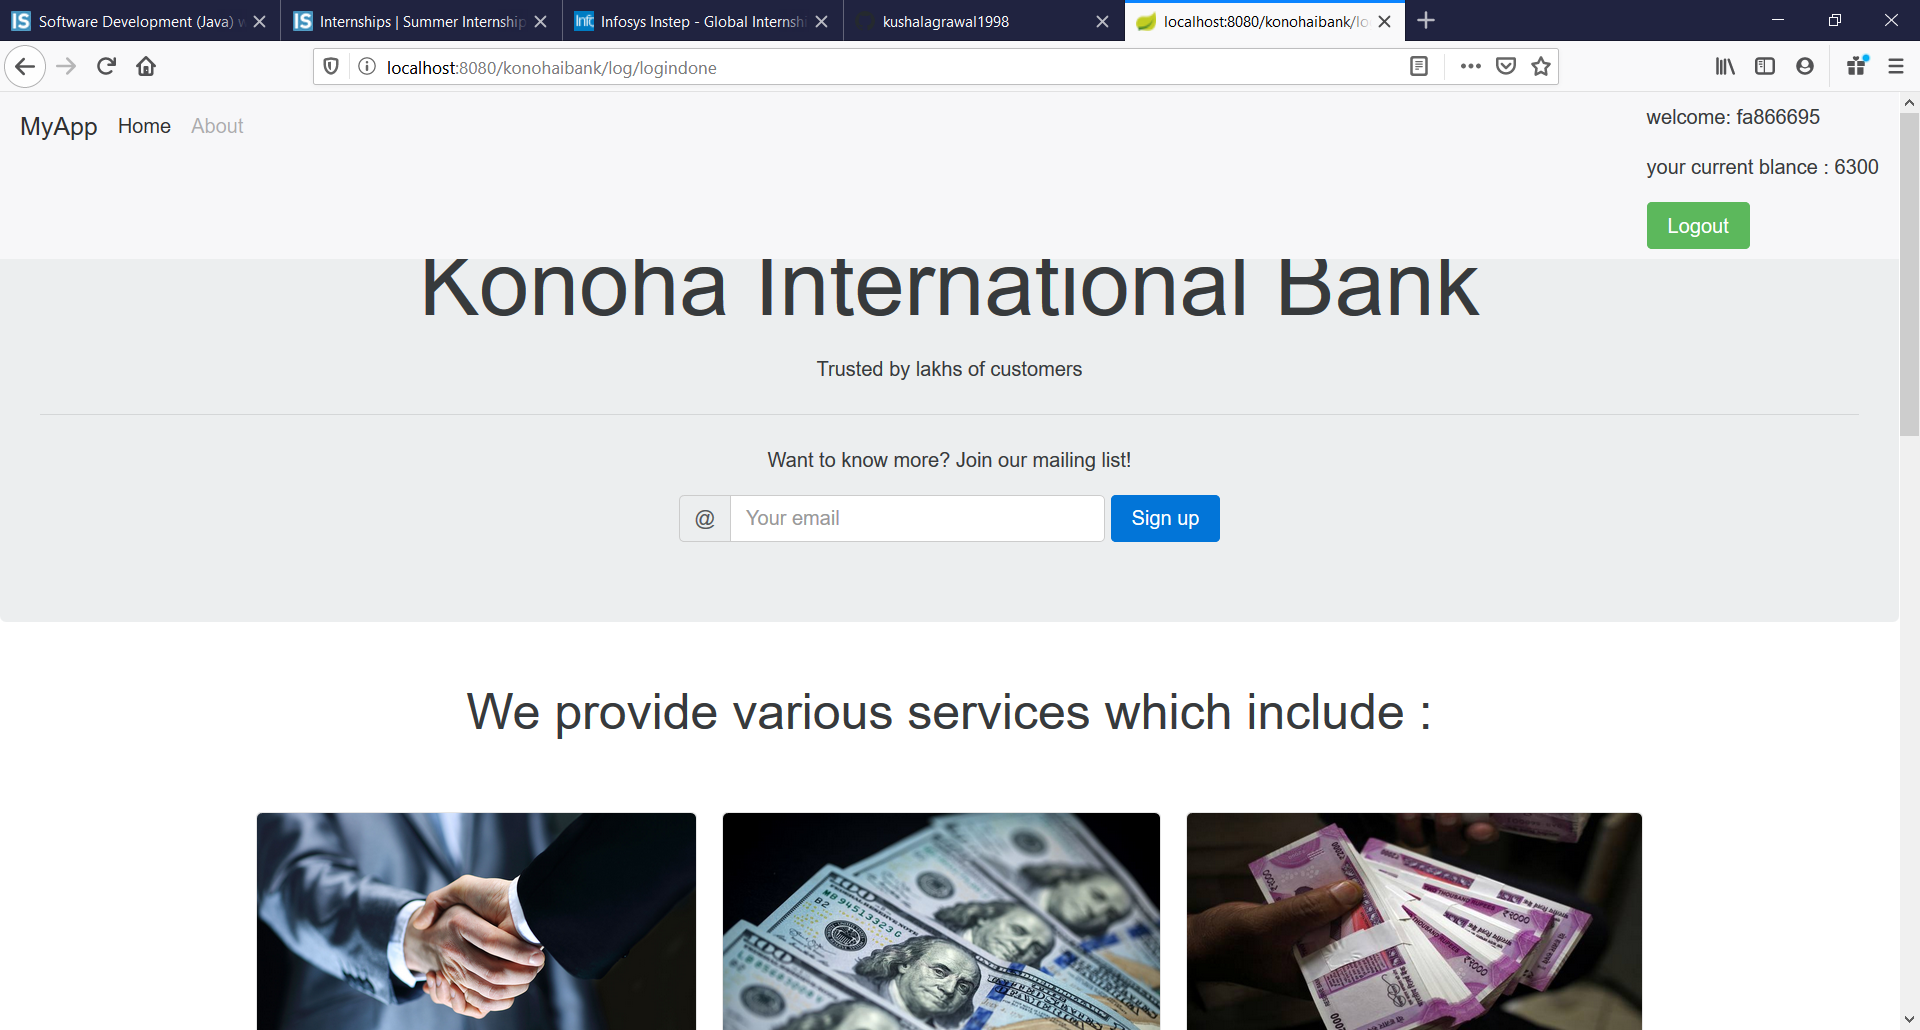 Software Development (Java) w
Internships | Summer Internship
Infosys Instep - Global Internshi
kushalagrawal1998
localhost:8080/konohaibank/lo
localhost:8080/konohaibank/log/logindone
MyApp Home About
welcome: fa866695
your current blance : 6300
Logout
Konoha International Bank
Trusted by lakhs of customers
Want to know more? Join our mailing list!
@ Your email Sign up
We provide various services which include :